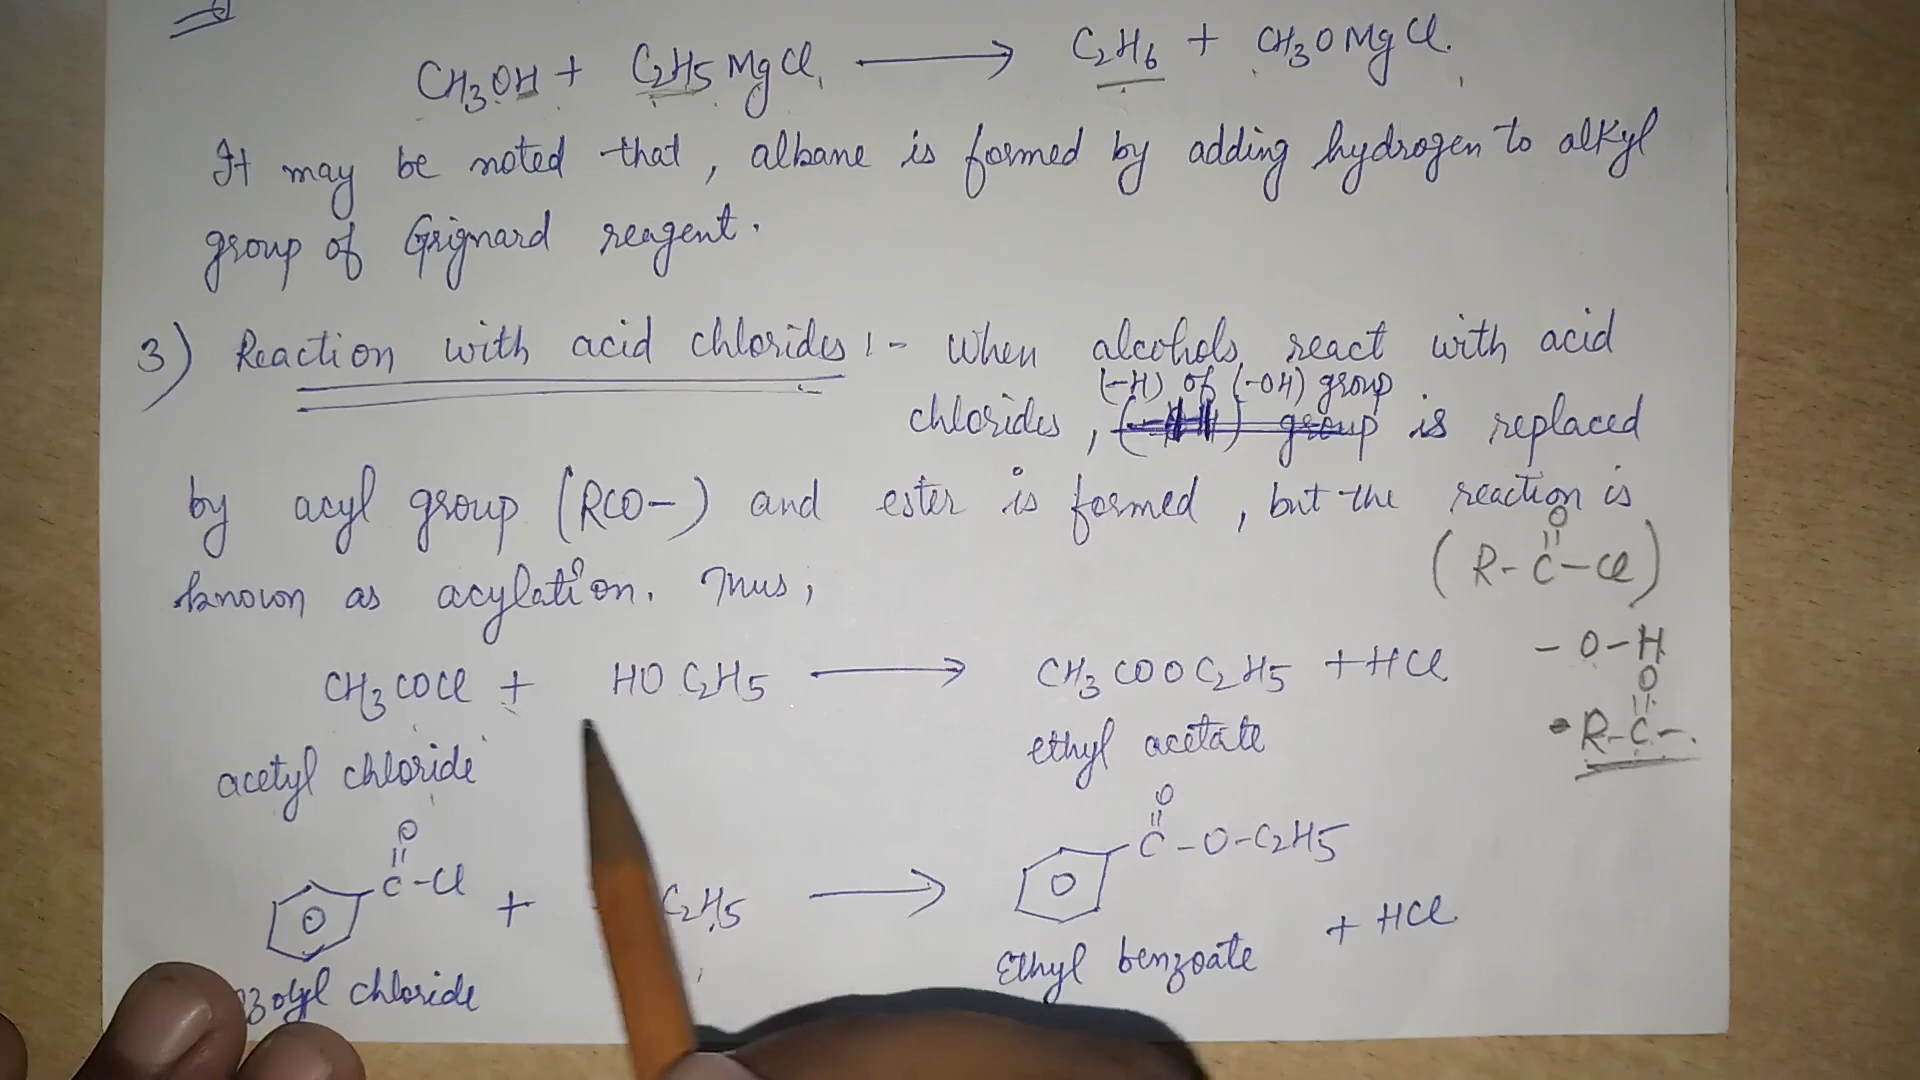 CH3OH + C2H5MgCl ⟶ C2H6 + CH3OMgCl.
It may be noted that, alkane is formed by adding hydrogen to alkyl
group of Grignard reagent.
3) Reaction with acid chlorides :- When alcohols react with acid
(-H) of (-OH) group
chlorides, group is replaced
by acyl group (RCO-) and ester is formed, but the reaction is
known as acylation. Thus,
O
||
(R-C-Cl)
-O-H
CH3COCl + HOC2H5 ⟶ CH3COOC2H5 + HCl
O
||
R-C-.
acetyl chloride ethyl acetate
O O
|| ||
C-Cl + C2H5 ⟶ C-O-C2H5
+ HCl
chloride Ethyl benzoate